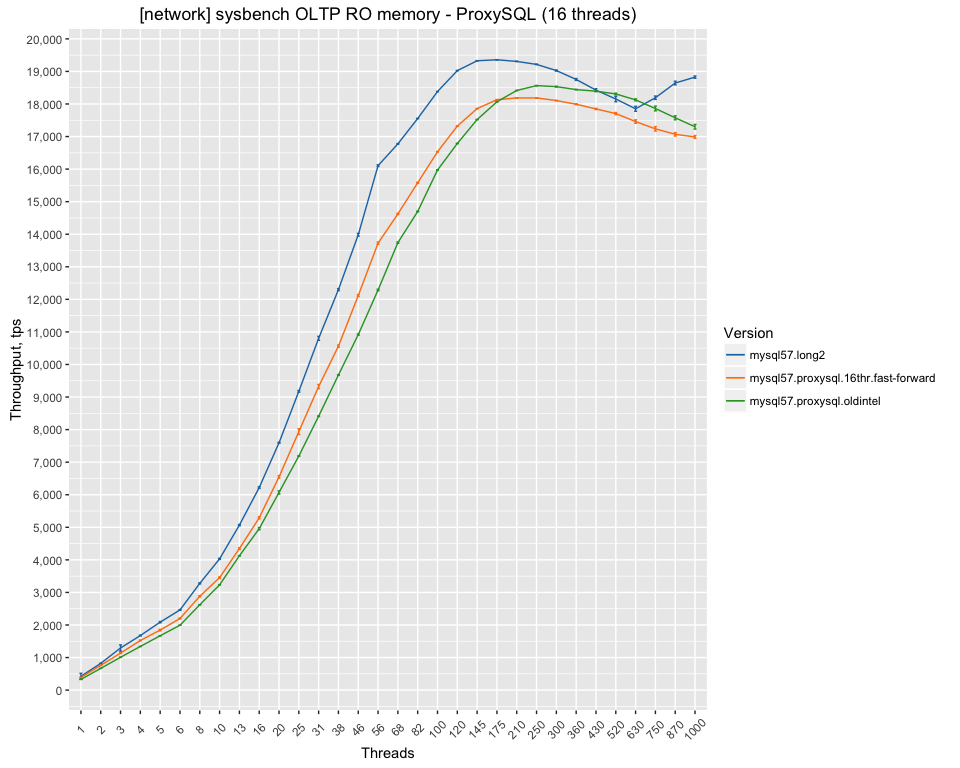 [network] sysbench OLTP RO memory - ProxySQL (16 threads)
20,000
19,000
18,000
17,000
16,000
15,000
14,000
13,000
12,000
11,000
10,000
9,000
8,000
7,000
6,000
5,000
4,000
3,000
2,000
1,000
0
Throughput, tps
1 2 3 4 5 6 8 10 13 16 20 25 31 38 46 56 68 82 100 120 145 175 210 250 300 360 430 520 630 750 870 1000
Threads
Version
mysql57.long2
mysql57.proxysql.16thr.fast-forward
mysql57.proxysql.oldintel